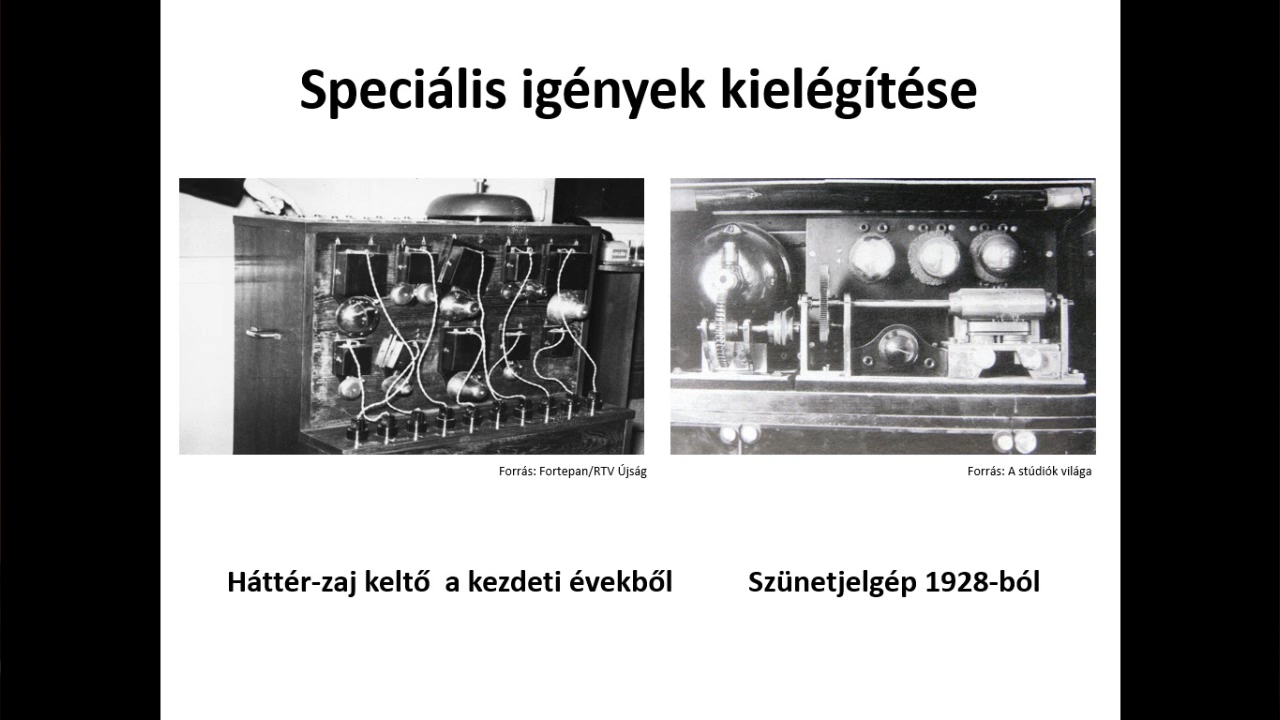 Speciális igények kielégítése
Forrás: Fortepan/RTV Újság
Forrás: A stúdiók világa
Háttér-zaj keltő  a kezdeti évekből
Szünetjelgép 1928-ból